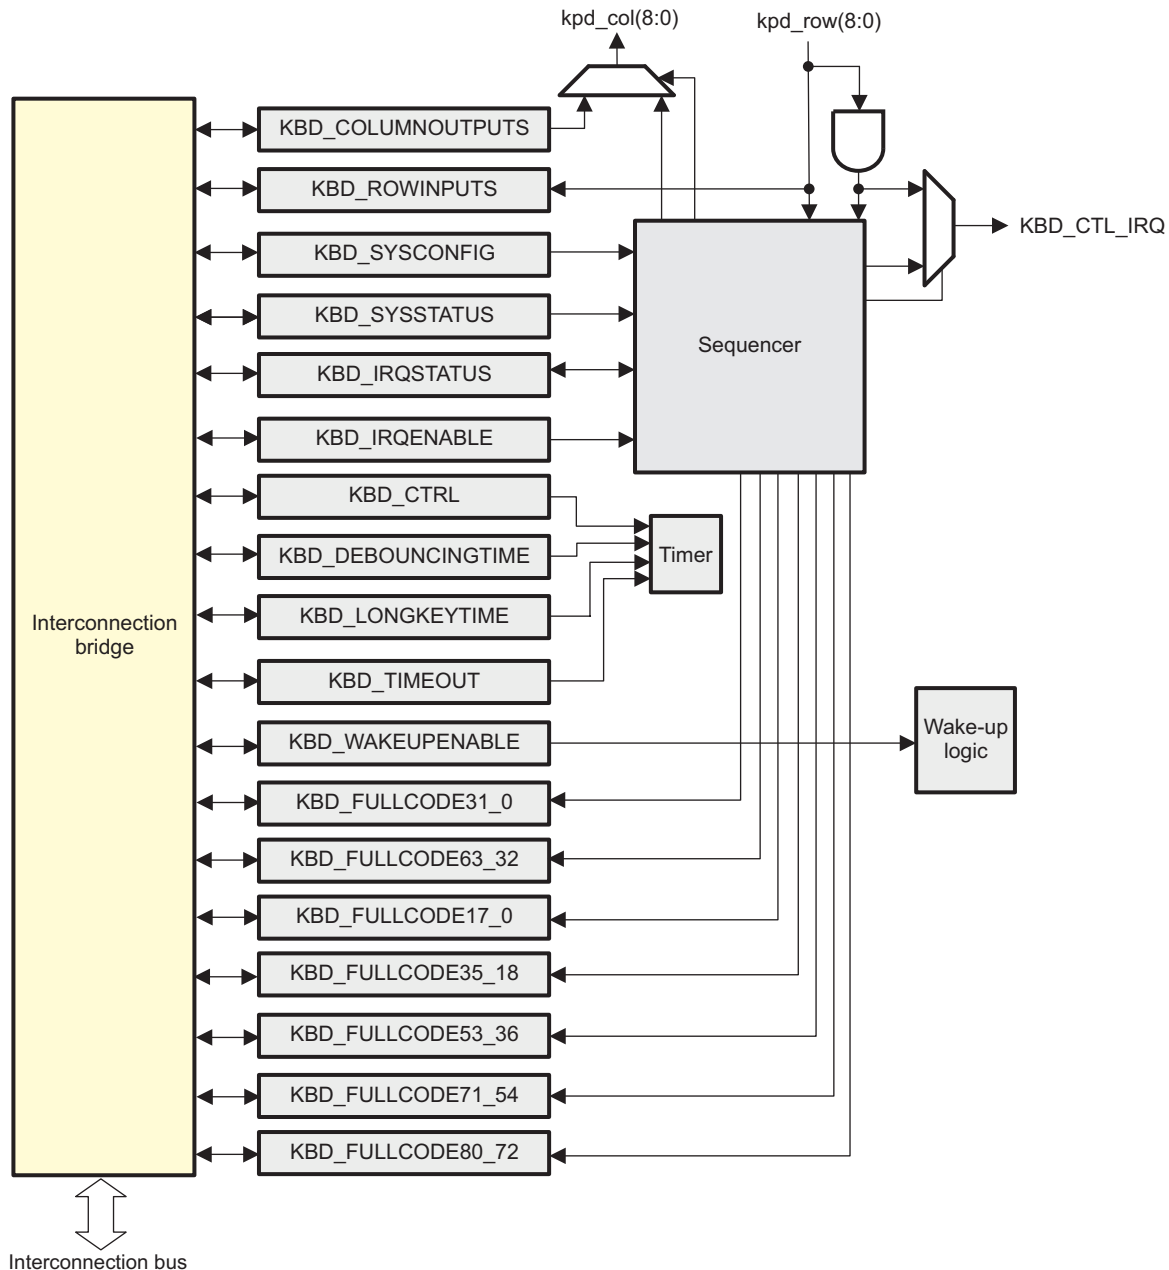 kpd_col(8:0)
kpd_row(8:0)
KBD_COLUMNOUTPUTS
KBD_ROWINPUTS
KBD_CTL_IRQ
KBD_SYSCONFIG
KBD_SYSSTATUS
Sequencer
KBD_IRQSTATUS
KBD_IRQENABLE
KBD_CTRL
KBD_DEBOUNCINGTIME
Timer
KBD_LONGKEYTIME
Interconnection
bridge
KBD_TIMEOUT
KBD_WAKEUPENABLE
Wake-up
logic
KBD_FULLCODE31_0
KBD_FULLCODE63_32
KBD_FULLCODE17_0
KBD_FULLCODE35_18
KBD_FULLCODE53_36
KBD_FULLCODE71_54
KBD_FULLCODE80_72
Interconnection bus